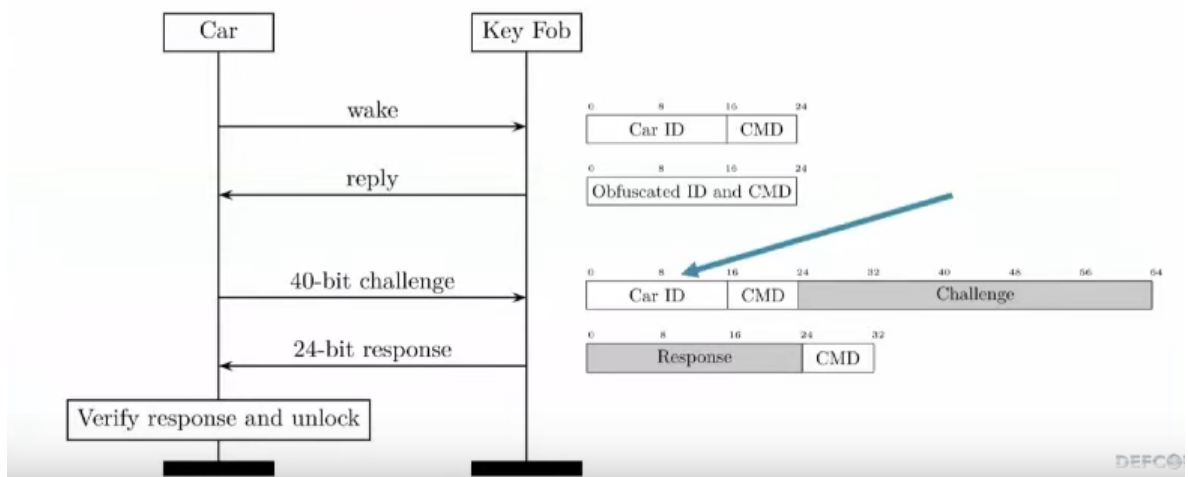 Car
Key Fob
wake
0 8 16 24
Car ID CMD
reply
0 8 16 24
Obfuscated ID and CMD
40-bit challenge
0 8 16 24 32 40 48 56 64
Car ID CMD Challenge
24-bit response
0 8 16 24 32
Response CMD
Verify response and unlock